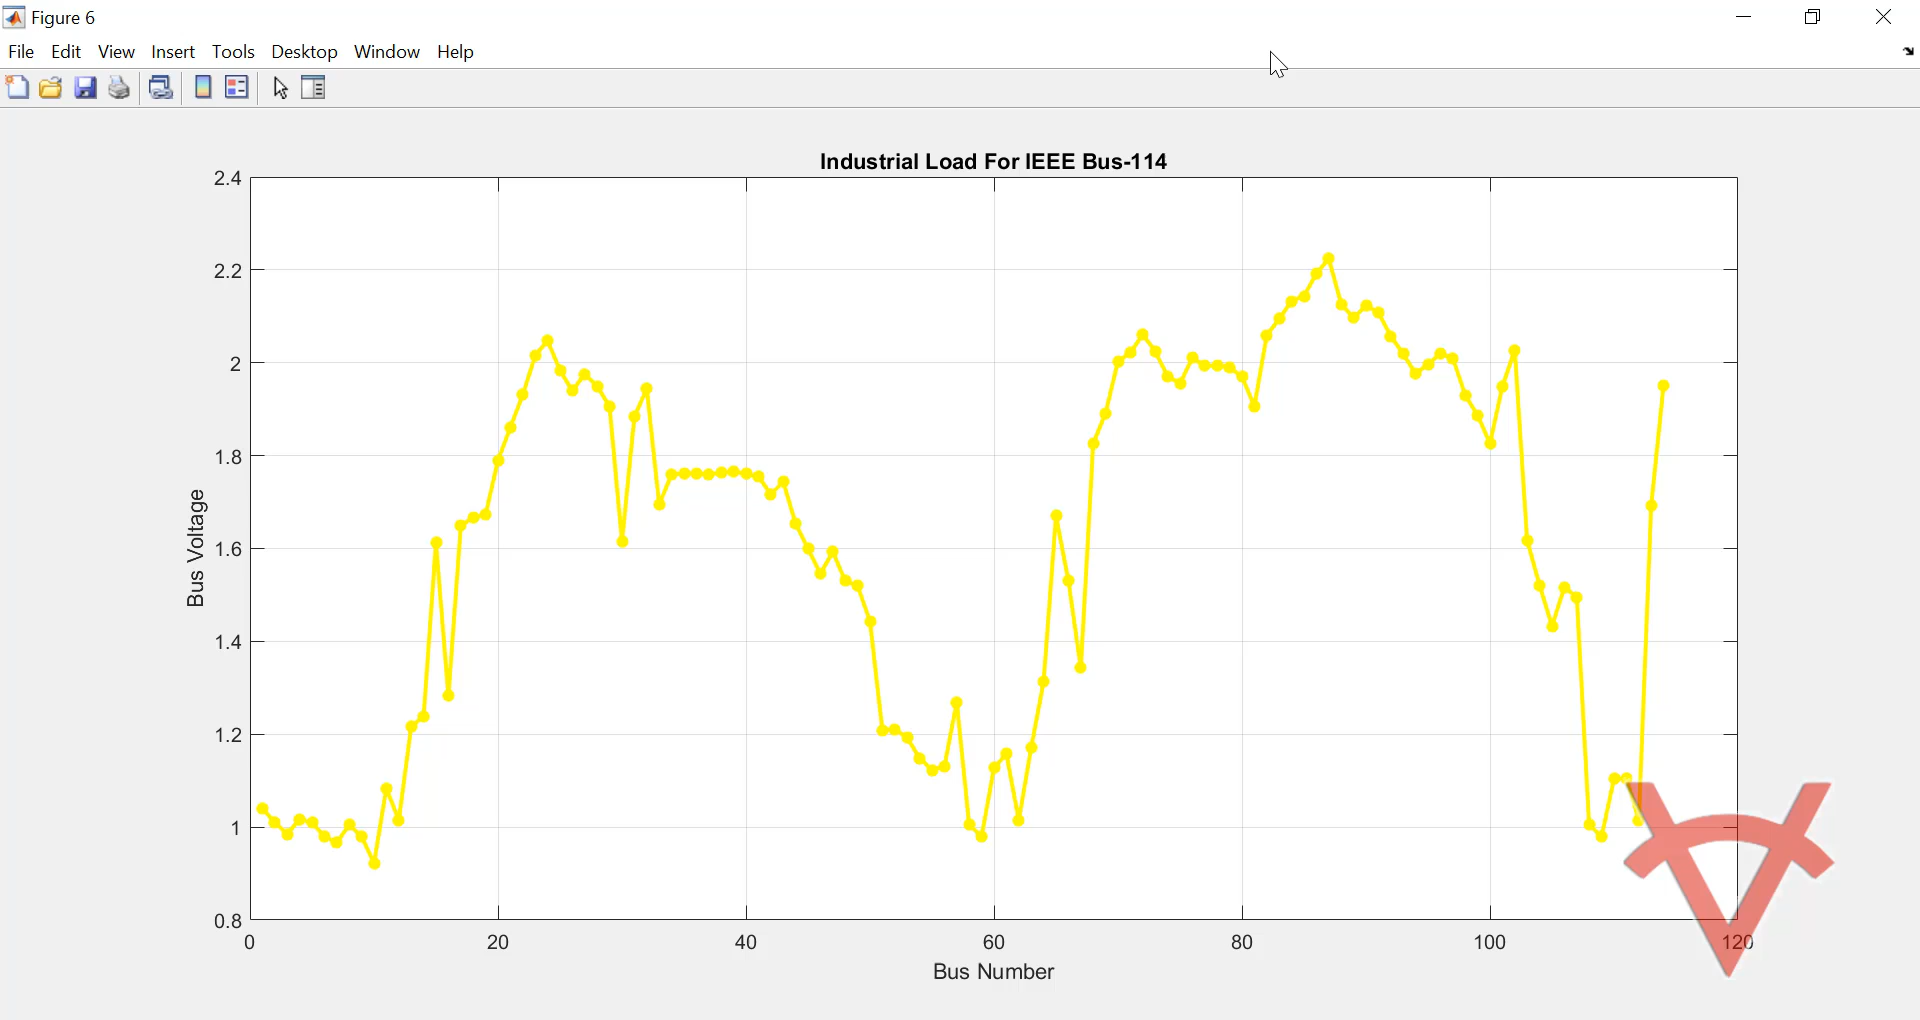 Figure 6
File Edit View Insert Tools Desktop Window Help
Industrial Load For IEEE Bus-114
2.4
2.2
2
1.8
1.6
1.4
1.2
1
0.8
Bus Voltage
0 20 40 60 80 100 120
Bus Number